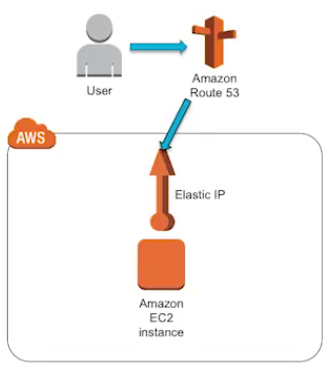 User
Amazon
Route 53
AWS
Elastic IP
Amazon
EC2
instance